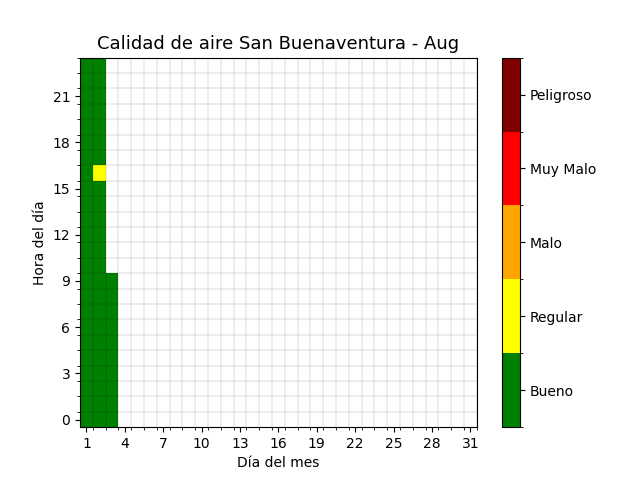 Calidad de aire San Buenaventura - Aug
Hora del día
21
18
15
12
9
6
3
0
1 4 7 10 13 16 19 22 25 28 31
Día del mes
Peligroso
Muy Malo
Malo
Regular
Bueno